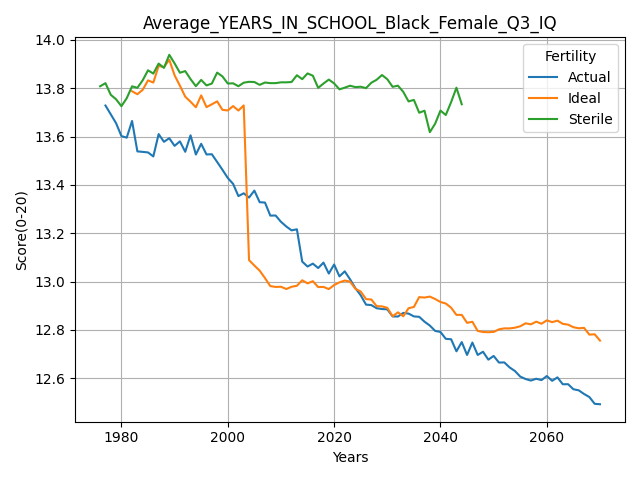 Average_YEARS_IN_SCHOOL_Black_Female_Q3_IQ
14.0
13.8
13.6
13.4
13.2
13.0
12.8
12.6
Score(0-20)
Fertility
Actual
Ideal
Sterile
1980
2000
2020
2040
2060
Years